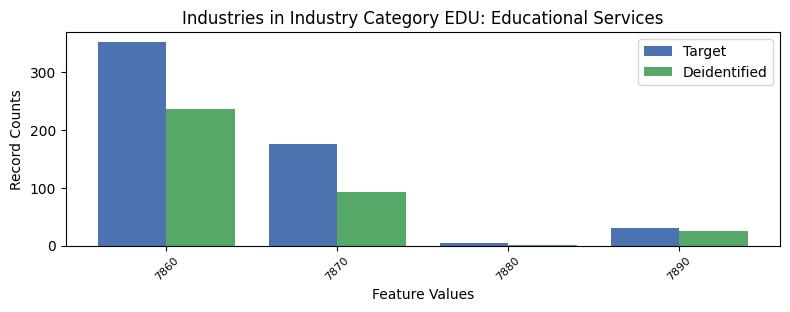 Industries in Industry Category EDU: Educational Services
Target
Deidentified
Record Counts
300
200
100
0
7860
7870
7880
7890
Feature Values